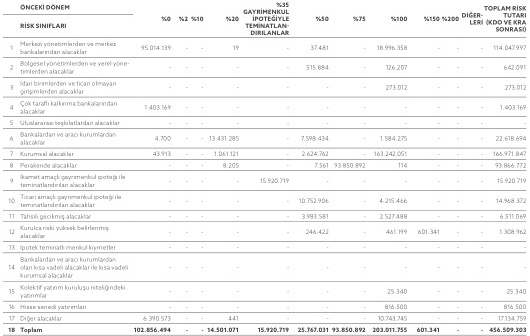 ÖNCEKİ DÖNEM
RİSK SINIFLARI %0 %2 %10 %20 %35 GAYRİMENKUL İPOTEĞİYLE TEMİNATLAN-DIRILANLAR %50 %75 %100 %150 %200 DİĞER-LERİ TOPLAM RİSK TUTARI (KDO VE KRA SONRASI)
1 Merkezi yönetimlerden ve merkez bankalarından alacaklar 95.014.139 - - 19 - 37.481 - 18.996.358 - - - 114.047.997
2 Bölgesel yönetimlerden ve yerel yöne-timlerden alacaklar - - - - - 515.884 - 126.207 - - - 642.091
3 İdari birimlerden ve ticari olmayan girişimlerden alacaklar - - - - - - - 273.012 - - - 273.012
4 Çok taraflı kalkınma bankalarından alacaklar 1.403.169 - - - - - - - - - - 1.403.169
5 Uluslararası teşkilatlardan alacaklar - - - - - - - - - - - -
6 Bankalardan ve aracı kurumlardan alacaklar 4.700 - - 13.431.285 - 7.598.434 - 1.584.275 - - - 22.618.694
7 Kurumsal alacaklar 43.913 - - 1.061.121 - 2.624.762 - 163.242.051 - - - 166.971.847
8 Perakende alacaklar - - - 8.205 - 7.561 93.850.892 114 - - - 93.866.772
9 İkamet amaçlı gayrimenkul ipoteği ile teminatlandırılan alacaklar - - - - 15.920.719 - - - - - - 15.920.719
10 Ticari amaçlı gayrimenkul ipoteği ile teminatlandırılan alacaklar - - - - - 10.752.906 - 4.215.466 - - - 14.968.372
11 Tahsili gecikmiş alacaklar - - - - - 3.983.581 - 2.527.488 - - - 6.511.069
12 Kurulca riski yüksek belirlenmiş alacaklar - - - - - 246.422 - 461.199 601.341 - - 1.308.962
13 İpotek teminatlı menkul kıymetler - - - - - - - - - - - -
14 Bankalardan ve aracı kurumlardan olan kısa vadeli alacaklar ile kısa vadeli kurumsal alacaklar - - - - - - - - - - - -
15 Kolektif yatırım kuruluşu niteliğindeki yatırımlar - - - - - - - 25.340 - - - 25.340
16 Hisse senedi yatırımları - - - - - - - 816.500 - - - 816.500
17 Diğer alacaklar 6.390.573 - - 441 - - - 10.743.745 - - - 17.134.759
18 Toplam 102.856.494 - - 14.501.071 15.920.719 25.767.031 93.850.892 203.011.755 601.341 - - 456.509.303